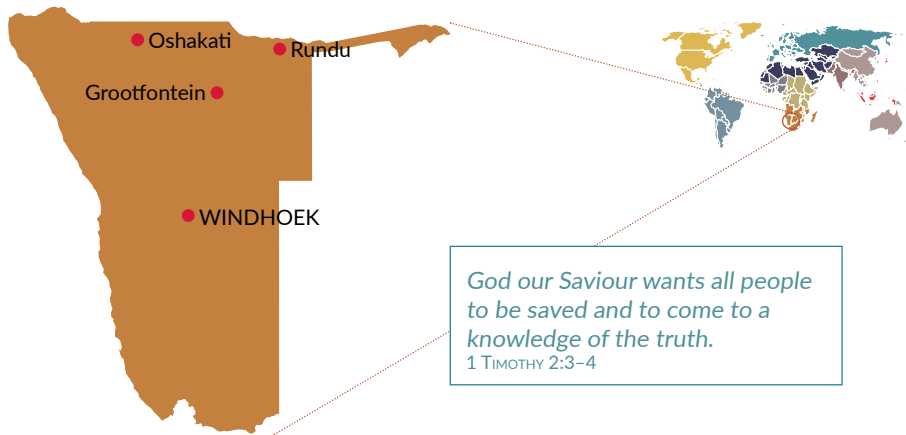 Oshakati
Rundu
Grootfontein
WINDHOEK
God our Saviour wants all people
to be saved and to come to a
knowledge of the truth.
1 Timothy 2:3–4